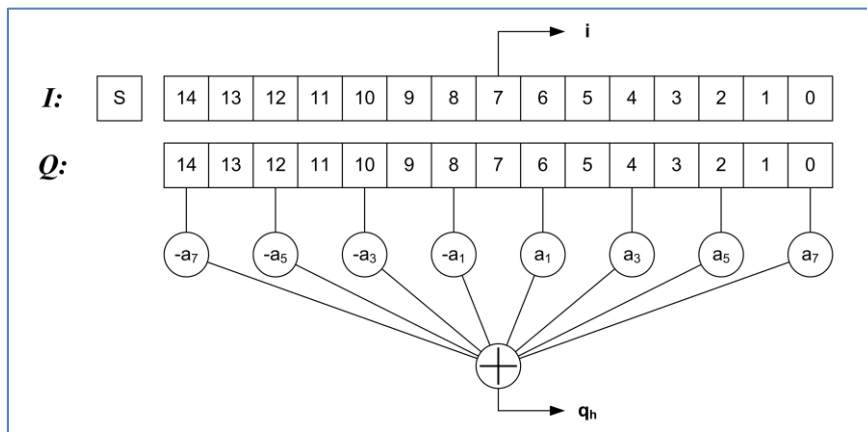 i
I: S 14 13 12 11 10 9 8 7 6 5 4 3 2 1 0
Q: 14 13 12 11 10 9 8 7 6 5 4 3 2 1 0
-a₇ -a₅ -a₃ -a₁ a₁ a₃ a₅ a₇
qₕ